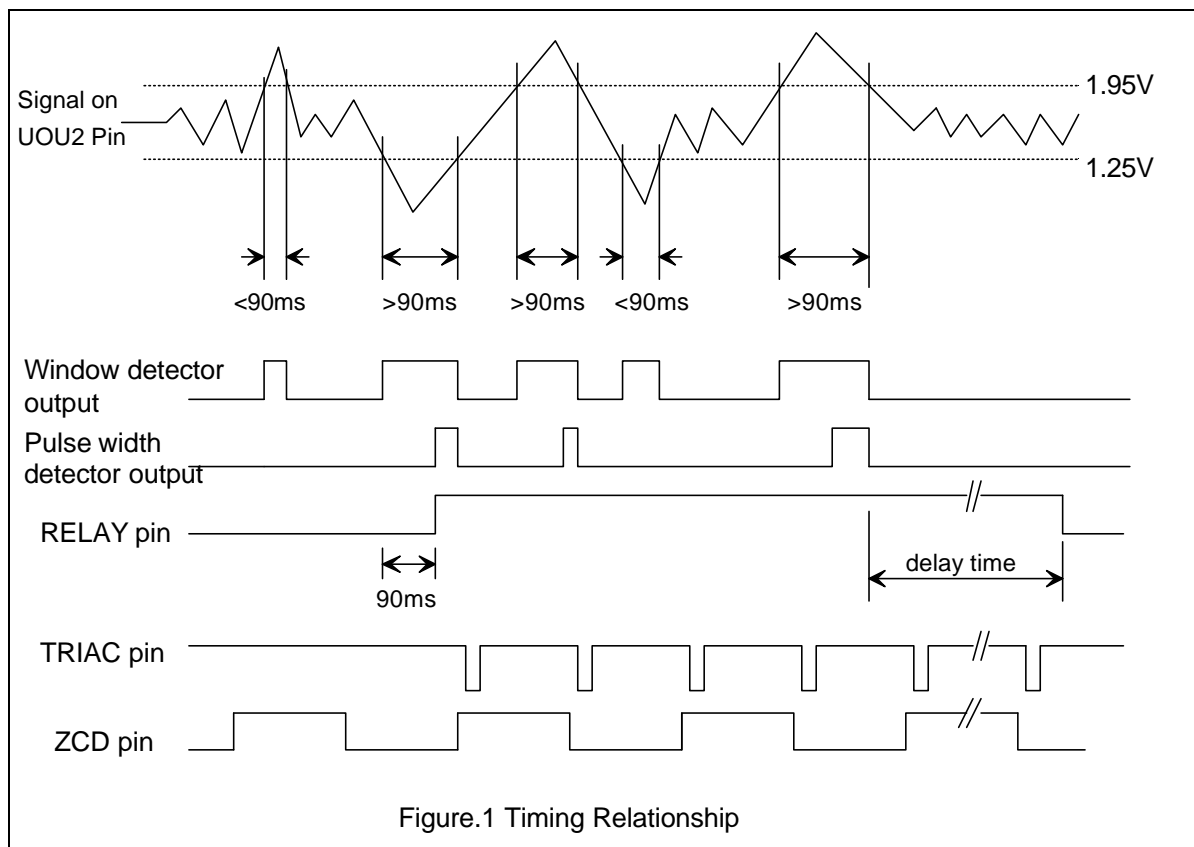 1.95V
Signal on
UOU2 Pin
1.25V
<90ms >90ms >90ms <90ms >90ms
Window detector
output
Pulse width
detector output
RELAY pin
delay time
90ms
TRIAC pin
ZCD pin
Figure.1 Timing Relationship